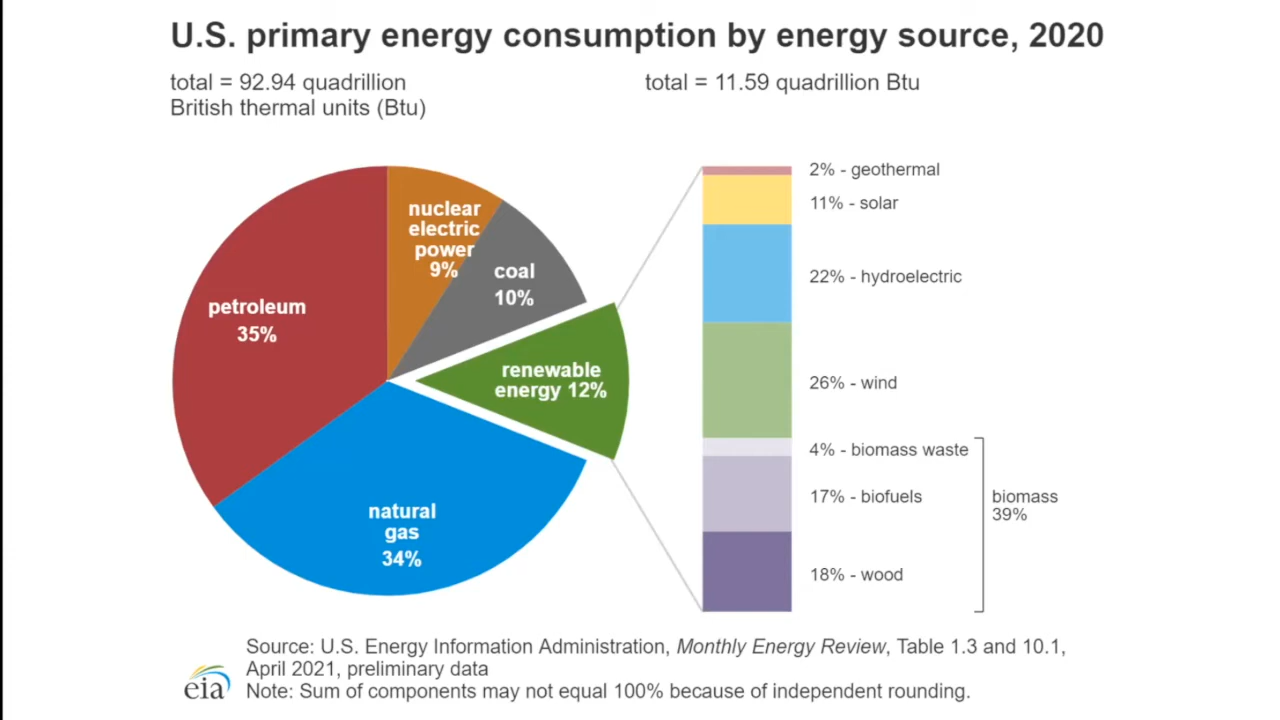 U.S. primary energy consumption by energy source, 2020
total = 92.94 quadrillion
British thermal units (Btu)
total = 11.59 quadrillion Btu
nuclear
electric
power
9%
coal
10%
petroleum
35%
renewable
energy 12%
natural
gas
34%
2% - geothermal
11% - solar
22% - hydroelectric
26% - wind
4% - biomass waste
17% - biofuels
18% - wood
biomass
39%
Source: U.S. Energy Information Administration, Monthly Energy Review, Table 1.3 and 10.1,
April 2021, preliminary data
Note: Sum of components may not equal 100% because of independent rounding.
eia